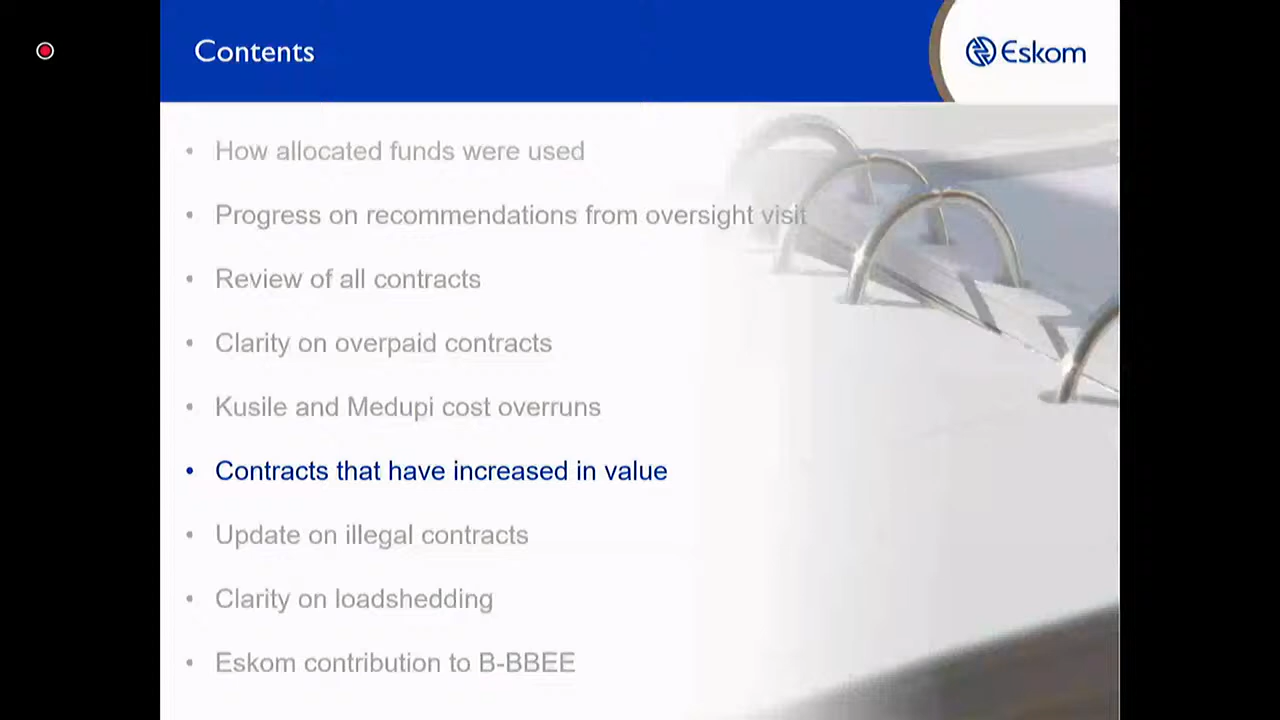 Contents
Eskom
• How allocated funds were used
• Progress on recommendations from oversight visit
• Review of all contracts
• Clarity on overpaid contracts
• Kusile and Medupi cost overruns
• Contracts that have increased in value
• Update on illegal contracts
• Clarity on loadshedding
• Eskom contribution to B-BBEE